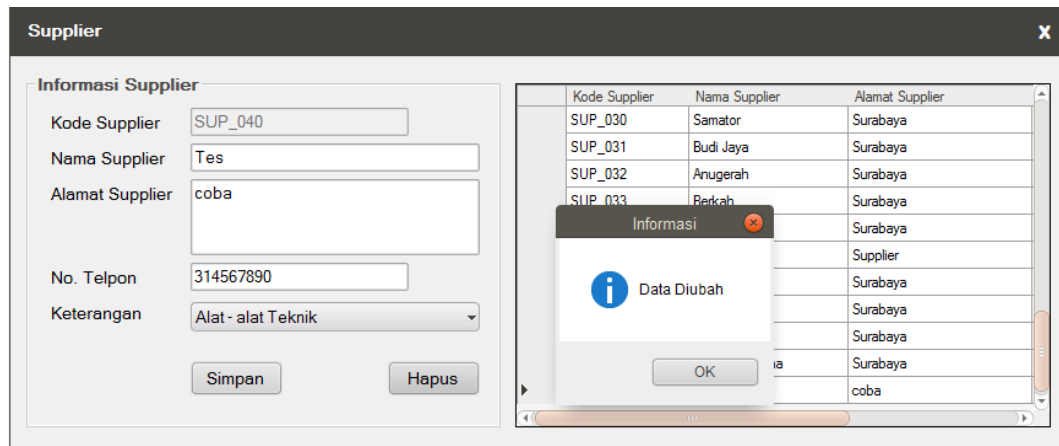 Supplier x
Informasi Supplier
Kode Supplier SUP_040
Nama Supplier Tes
Alamat Supplier coba
No. Telpon 314567890
Keterangan Alat - alat Teknik
Simpan Hapus
Kode Supplier Nama Supplier Alamat Supplier
SUP_030 Samator Surabaya
SUP_031 Budi Jaya Surabaya
SUP_032 Anugerah Surabaya
SUP_033 Berkah Surabaya
Surabaya
Supplier
Surabaya
Surabaya
Surabaya
Surabaya
coba
Informasi
Data Diubah
OK